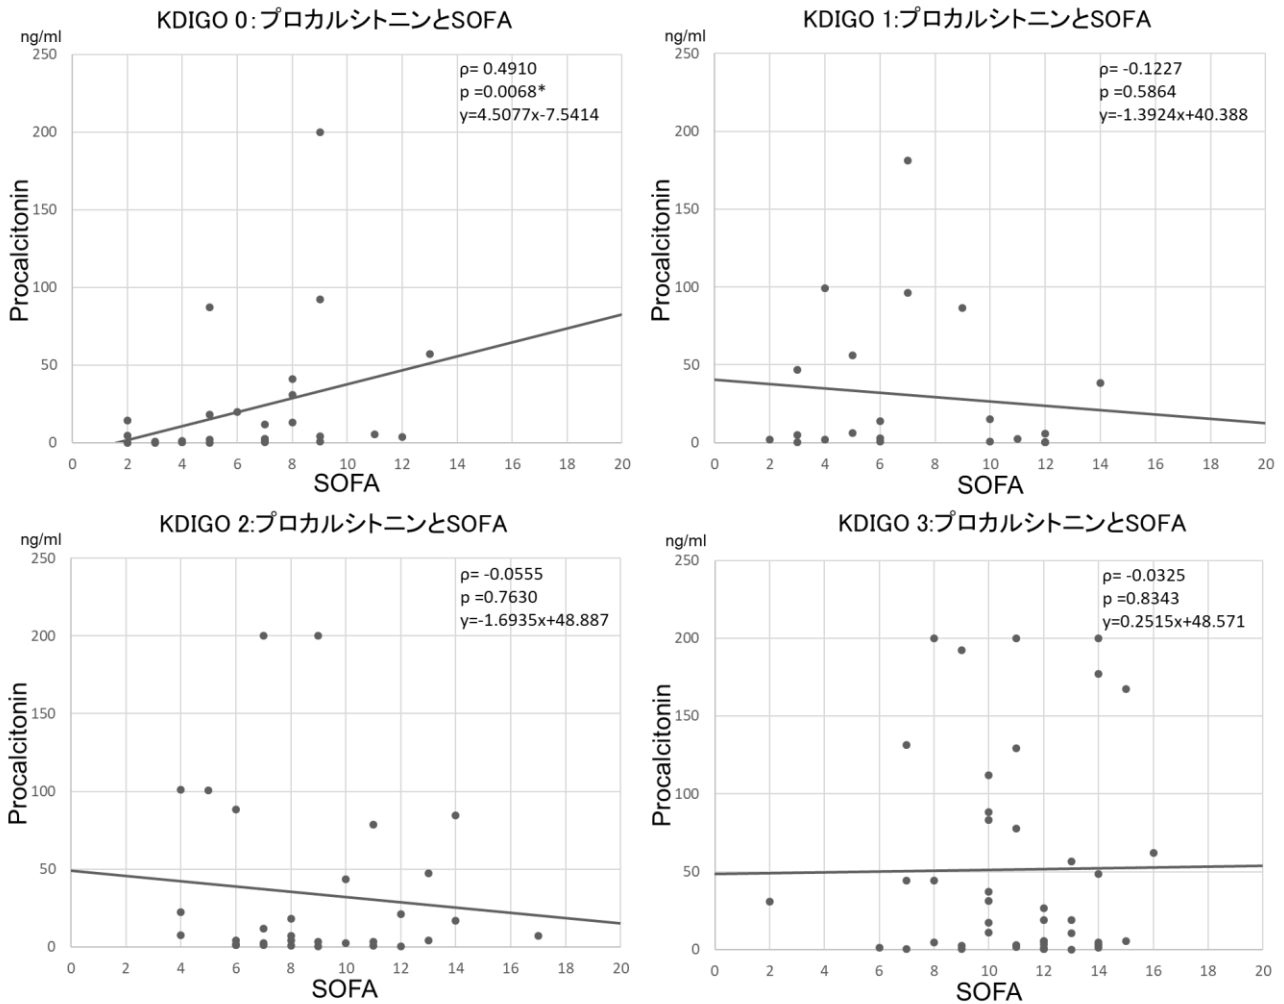 KDIGO 0:プロカルシトニンとSOFA
ng/ml
250
200
150
100
50
0
Procalcitonin
ρ= 0.4910
p =0.0068*
y=4.5077x-7.5414
0 2 4 6 8 10 12 14 16 18 20
SOFA
KDIGO 1:プロカルシトニンとSOFA
ng/ml
250
200
150
100
50
0
Procalcitonin
ρ= -0.1227
p =0.5864
y=-1.3924x+40.388
0 2 4 6 8 10 12 14 16 18 20
SOFA
KDIGO 2:プロカルシトニンとSOFA
ng/ml
250
200
150
100
50
0
Procalcitonin
ρ= -0.0555
p =0.7630
y=-1.6935x+48.887
0 2 4 6 8 10 12 14 16 18 20
SOFA
KDIGO 3:プロカルシトニンとSOFA
ng/ml
250
200
150
100
50
0
Procalcitonin
ρ= -0.0325
p =0.8343
y=0.2515x+48.571
0 2 4 6 8 10 12 14 16 18 20
SOFA